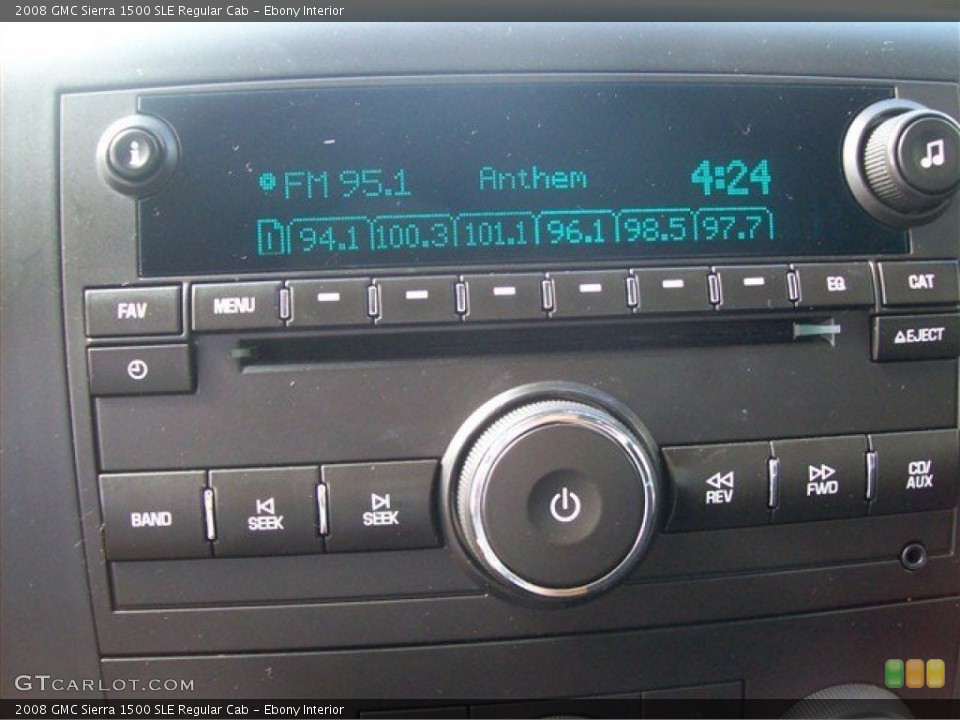 2008 GMC Sierra 1500 SLE Regular Cab - Ebony Interior
i
FM 95.1 Anthem 4:24
1 94.1 100.3 101.1 96.1 98.5 97.7
FAV MENU EQ CAT
EJECT
BAND SEEK SEEK REV FWD CD/
AUX
GTCARLOT.COM
2008 GMC Sierra 1500 SLE Regular Cab - Ebony Interior